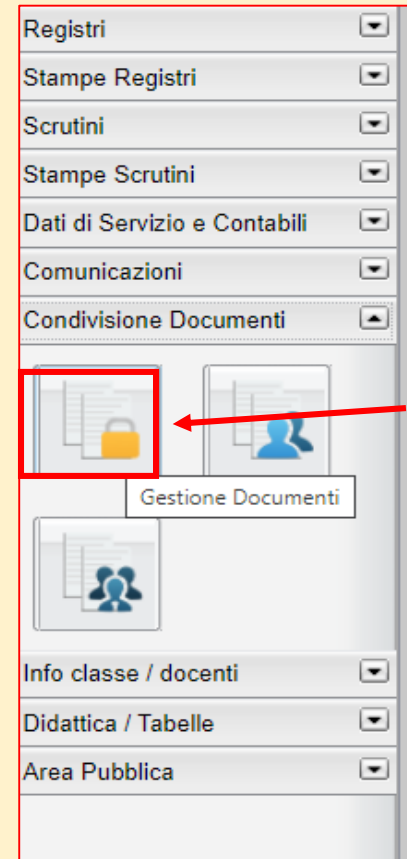 Registri
Stampe Registri
Scrutini
Stampe Scrutini
Dati di Servizio e Contabili
Comunicazioni
Condivisione Documenti
Gestione Documenti
Info classe / docenti
Didattica / Tabelle
Area Pubblica